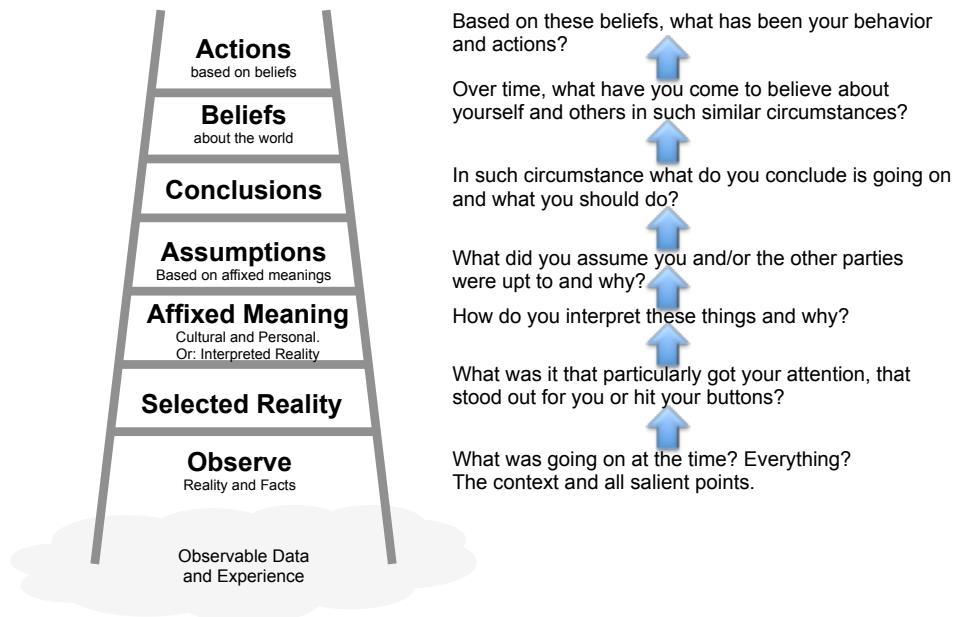 Actions
based on beliefs
Beliefs
about the world
Conclusions
Assumptions
Based on affixed meanings
Affixed Meaning
Cultural and Personal.
Or: Interpreted Reality
Selected Reality
Observe
Reality and Facts
Observable Data
and Experience
Based on these beliefs, what has been your behavior
and actions?
Over time, what have you come to believe about
yourself and others in such similar circumstances?
In such circumstance what do you conclude is going on
and what you should do?
What did you assume you and/or the other parties
were upt to and why?
How do you interpret these things and why?
What was it that particularly got your attention, that
stood out for you or hit your buttons?
What was going on at the time? Everything?
The context and all salient points.